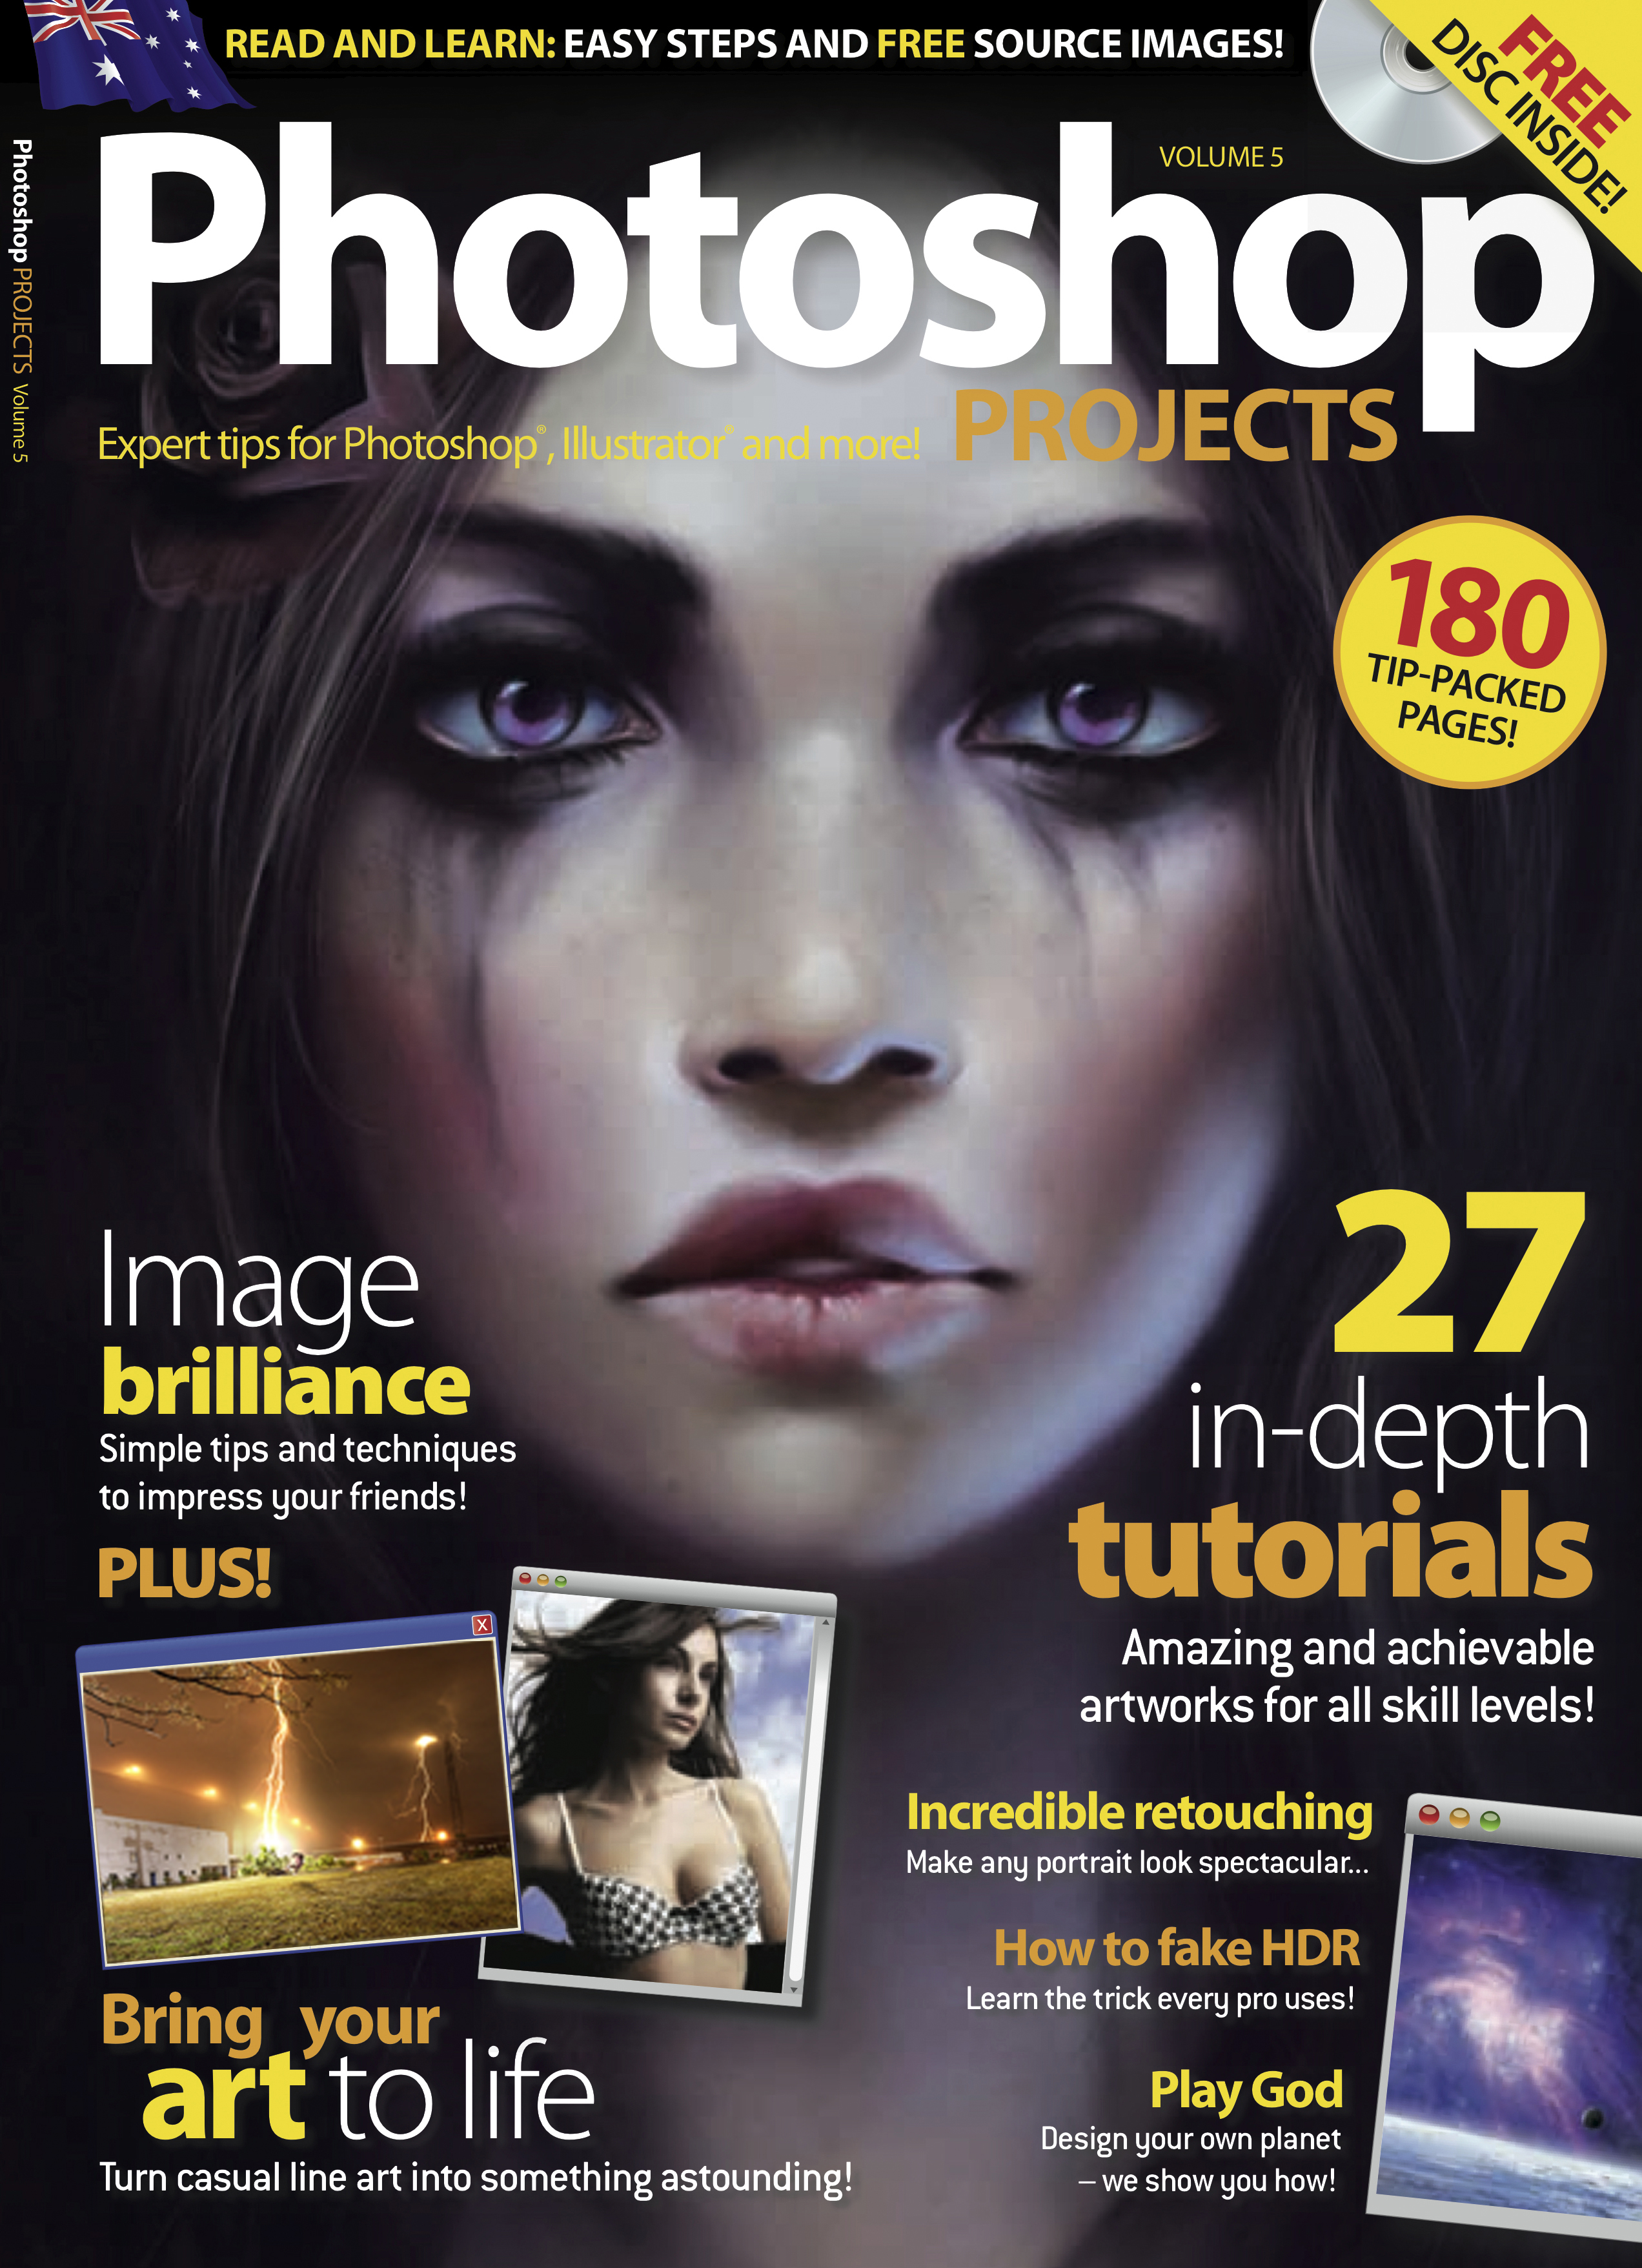 READ AND LEARN: EASY STEPS AND FREE SOURCE IMAGES!
FREE
DISC INSIDE!
Photoshop PROJECTS Volume 5
VOLUME 5
Photoshop
PROJECTS
Expert tips for Photoshop®, Illustrator® and more!
180
TIP-PACKED
PAGES!
Image
brilliance
Simple tips and techniques
to impress your friends!
PLUS!
X
Bring your
art to life
Turn casual line art into something astounding!
27
in-depth
tutorials
Amazing and achievable
artworks for all skill levels!
Incredible retouching
Make any portrait look spectacular...
How to fake HDR
Learn the trick every pro uses!
Play God
Design your own planet
– we show you how!